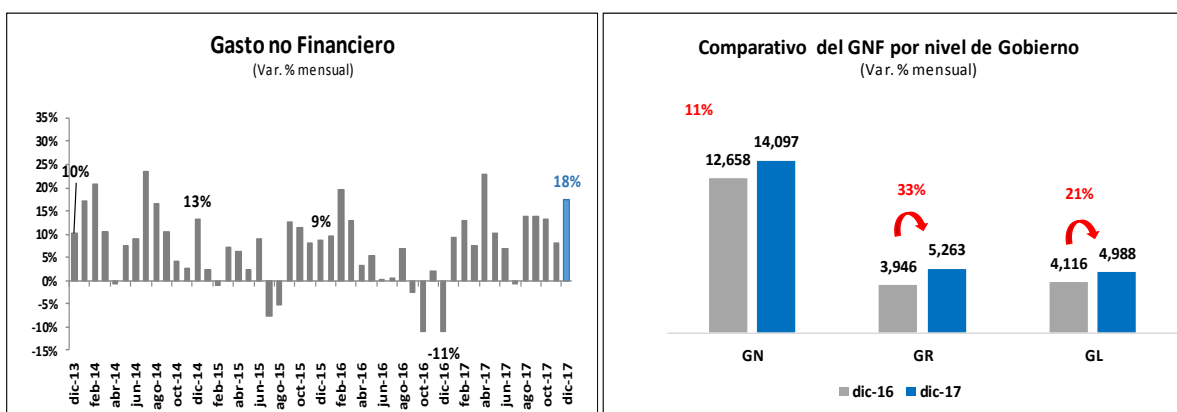 Gasto no Financiero
(Var. % mensual)
35%
30%
25%
20%
15%
10%
5%
0%
-5%
-10%
-15%
10%
13%
9%
-11%
18%
dic-13
feb-14
abr-14
jun-14
ago-14
oct-14
dic-14
feb-15
abr-15
jun-15
ago-15
oct-15
dic-15
feb-16
abr-16
jun-16
ago-16
oct-16
dic-16
feb-17
abr-17
jun-17
ago-17
oct-17
dic-17
Comparativo del GNF por nivel de Gobierno
(Var. % mensual)
11%
12,658
14,097
33%
3,946
5,263
21%
4,116
4,988
GN
GR
GL
dic-16
dic-17